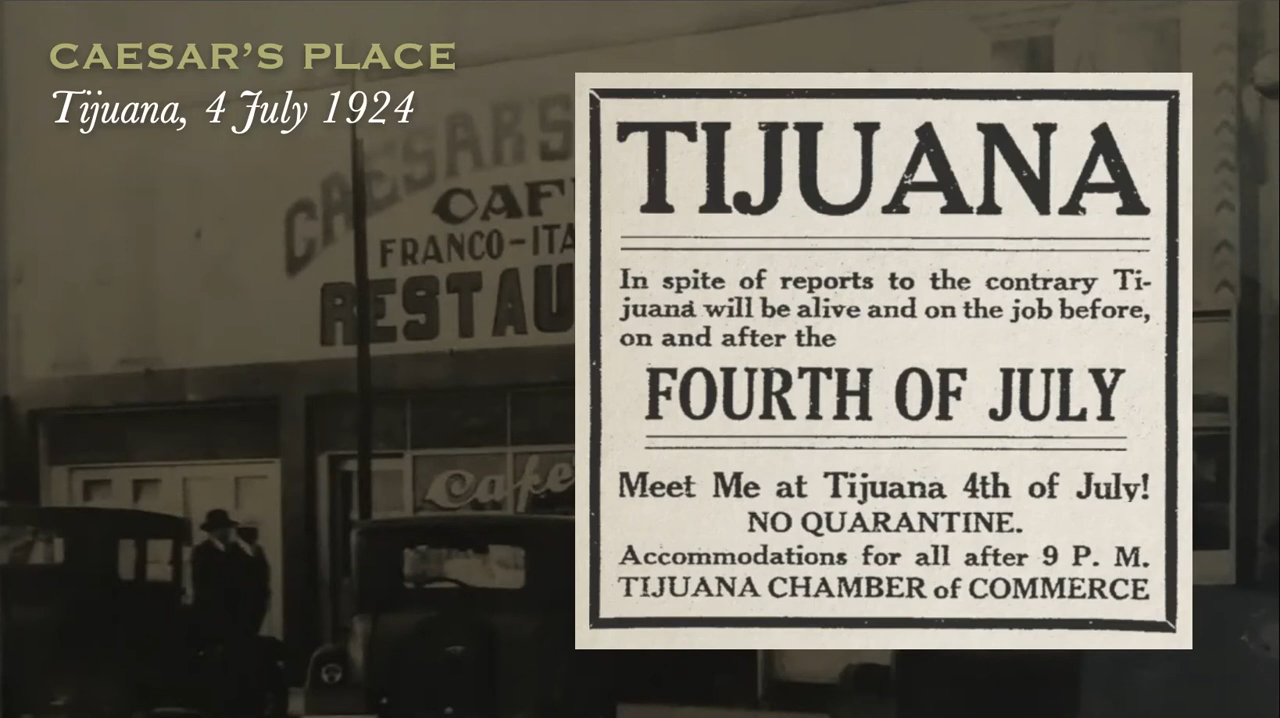 CAESAR'S PLACE
Tijuana, 4 July 1924
CAESAR'S
CAF
FRANCO-ITA
RESTAU
Cafe
TIJUANA
In spite of reports to the contrary Ti-
juana will be alive and on the job before,
on and after the
FOURTH OF JULY
Meet Me at Tijuana 4th of July!
NO QUARANTINE.
Accommodations for all after 9 P. M.
TIJUANA CHAMBER of COMMERCE